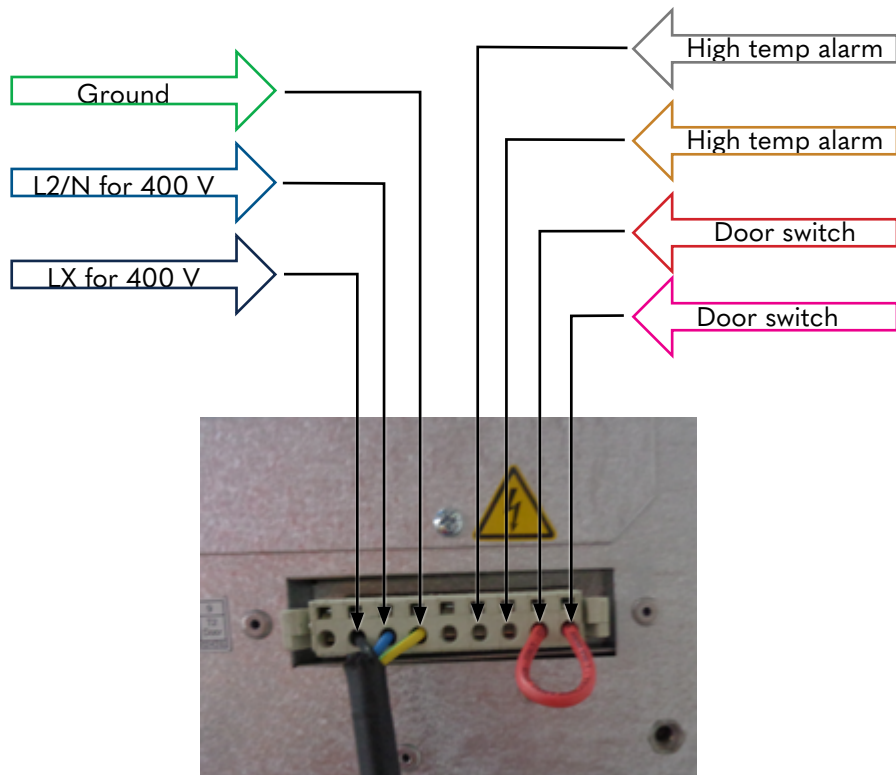 High temp alarm
Ground
High temp alarm
L2/N for 400 V
Door switch
LX for 400 V
Door switch